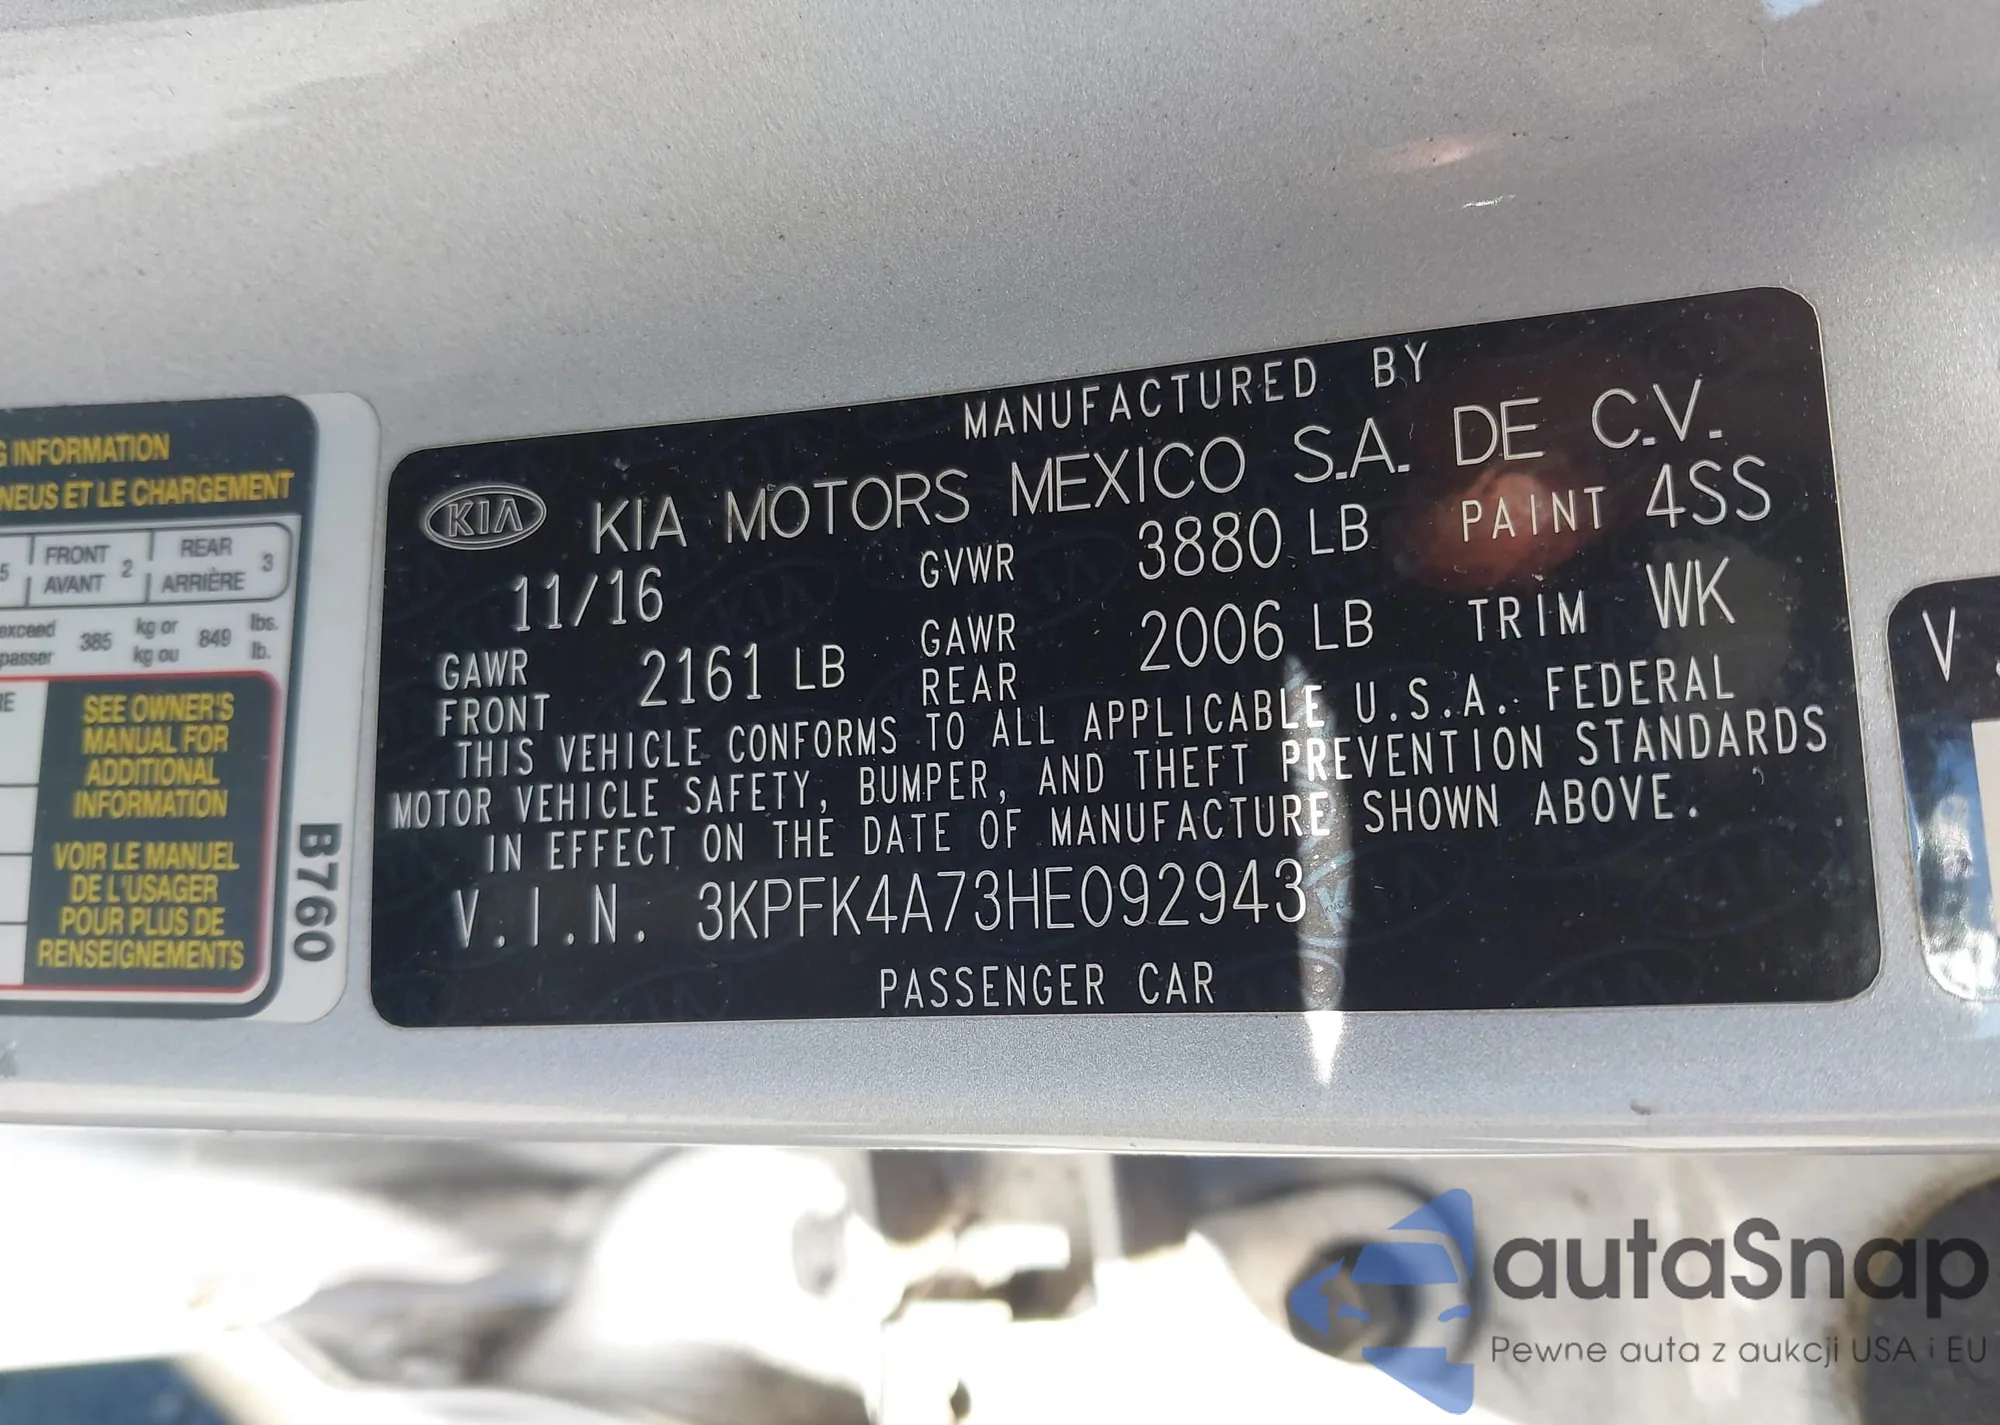 G INFORMATION
NEUS ET LE CHARGEMENT
5 FRONT 2 REAR 3
AVANT ARRIÈRE
exceed 385 kg or 849 lbs.
passer kg ou lb.
RE
SEE OWNER'S
MANUAL FOR
ADDITIONAL
INFORMATION
VOIR LE MANUEL
DE L'USAGER
POUR PLUS DE
RENSEIGNEMENTS
B760
MANUFACTURED BY
KIA KIA MOTORS MEXICO S.A. DE C.V.
11/16 GVWR 3880 LB PAINT 4SS
GAWR FRONT 2161 LB GAWR REAR 2006 LB TRIM WK
THIS VEHICLE CONFORMS TO ALL APPLICABLE U.S.A. FEDERAL
MOTOR VEHICLE SAFETY, BUMPER, AND THEFT PREVENTION STANDARDS
IN EFFECT ON THE DATE OF MANUFACTURE SHOWN ABOVE.
V.I.N. 3KPFK4A73HE092943
PASSENGER CAR
V.
autaSnap
Pewne auta z aukcji USA i EU